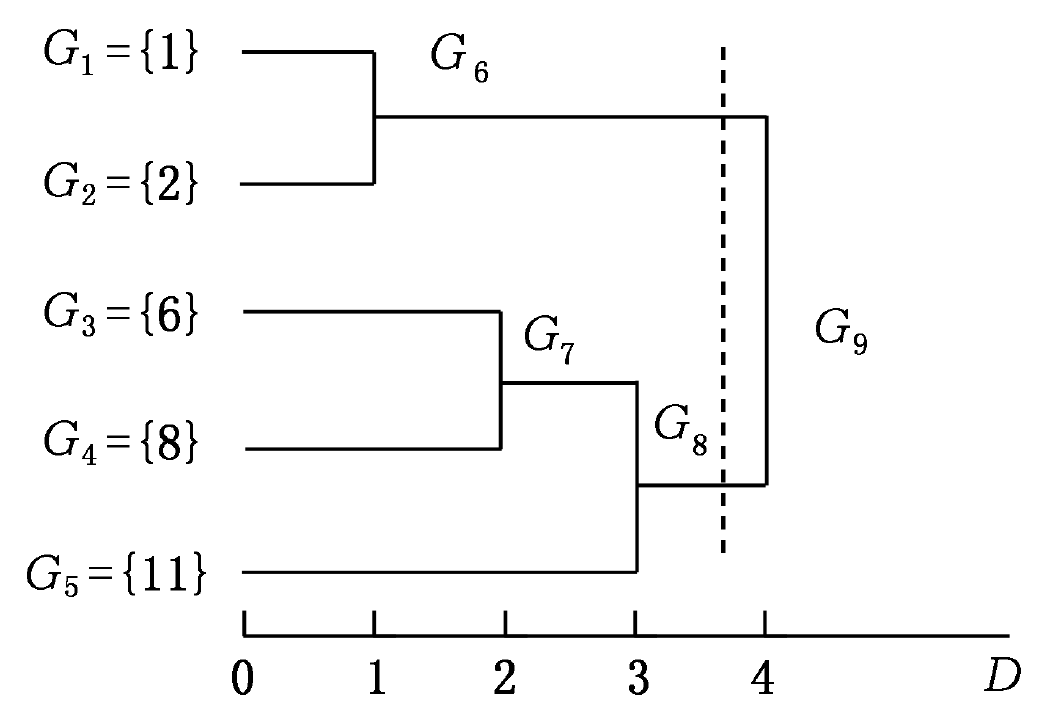 G₁={1}
G₆
G₂={2}
G₃={6}
G₇
G₉
G₄={8}
G₈
G₅={11}
0 1 2 3 4 D